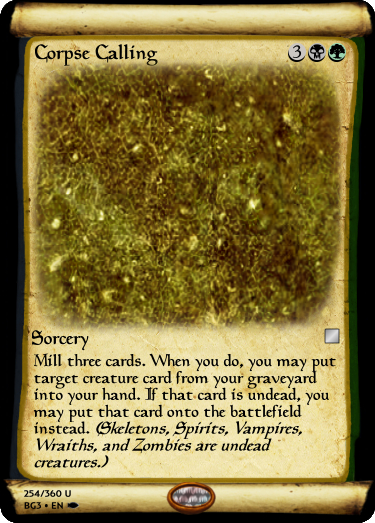 Corpse Calling 3
Sorcery
Mill three cards. When you do, you may put
target creature card from your graveyard
into your hand. If that card is undead, you
may put that card onto the battlefield
instead. (Skeletons, Spirits, Vampires,
Wraiths, and Zombies are undead
creatures.)
254/360 U
BG3 • EN